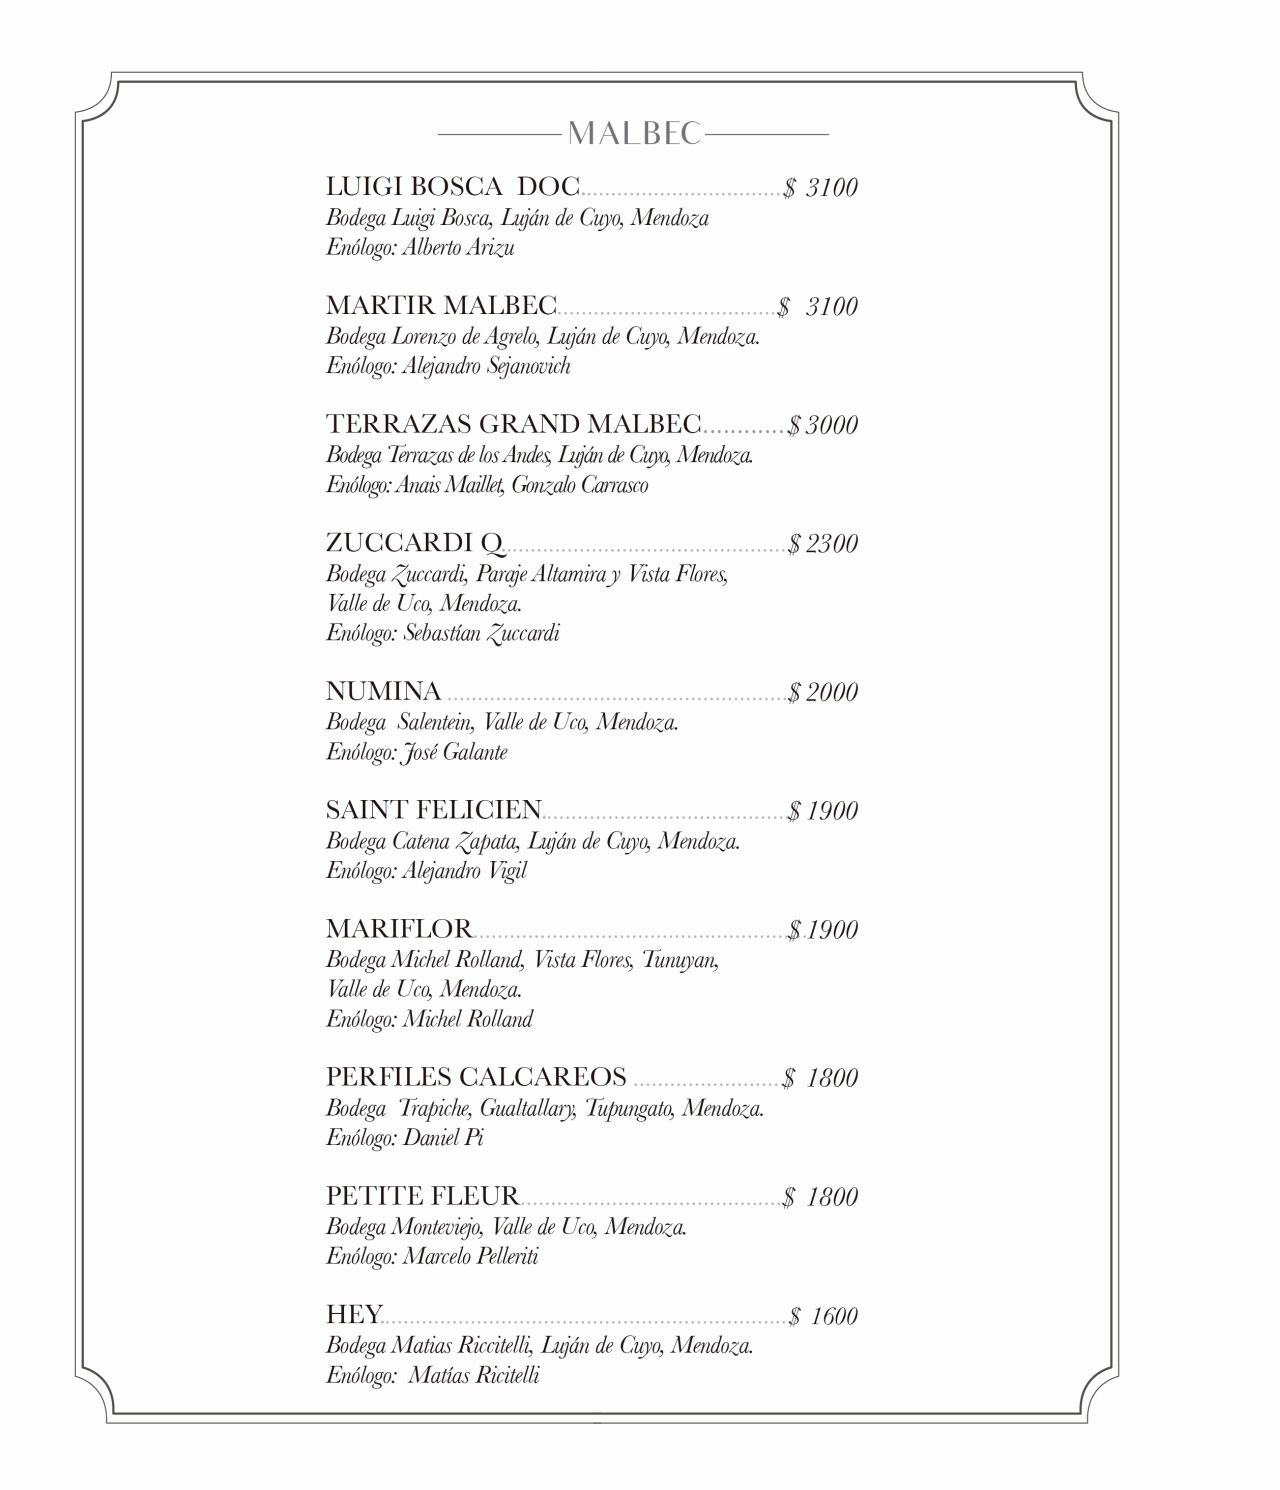 MALBEC
LUIGI BOSCA DOC................................$ 3100
Bodega Luigi Bosca, Luján de Cuyo, Mendoza
Enólogo: Alberto Arizu
MARTIR MALBEC....................................$ 3100
Bodega Lorenzo de Agrelo, Luján de Cuyo, Mendoza.
Enólogo: Alejandro Sejanovich
TERRAZAS GRAND MALBEC............$ 3000
Bodega Terrazas de los Andes, Luján de Cuyo, Mendoza.
Enólogo: Anais Maillet, Gonzalo Carrasco
ZUCCARDI Q..............................................$ 2300
Bodega Zuccardi, Paraje Altamira y Vista Flores,
Valle de Uco, Mendoza.
Enólogo: Sebastían Zuccardi
NUMINA .......................................................$ 2000
Bodega Salentein, Valle de Uco, Mendoza.
Enólogo: José Galante
SAINT FELICIEN........................................$ 1900
Bodega Catena Zapata, Luján de Cuyo, Mendoza.
Enólogo: Alejandro Vigil
MARIFLOR...................................................$ 1900
Bodega Michel Rolland, Vista Flores, Tunuyan,
Valle de Uco, Mendoza.
Enólogo: Michel Rolland
PERFILES CALCAREOS ........................$ 1800
Bodega Trapiche, Gualtallary, Tupungato, Mendoza.
Enólogo: Daniel Pi
PETITE FLEUR..........................................$ 1800
Bodega Monteviejo, Valle de Uco, Mendoza.
Enólogo: Marcelo Pelleriti
HEY.................................................................$ 1600
Bodega Matias Riccitelli, Luján de Cuyo, Mendoza.
Enólogo: Matías Ricitelli